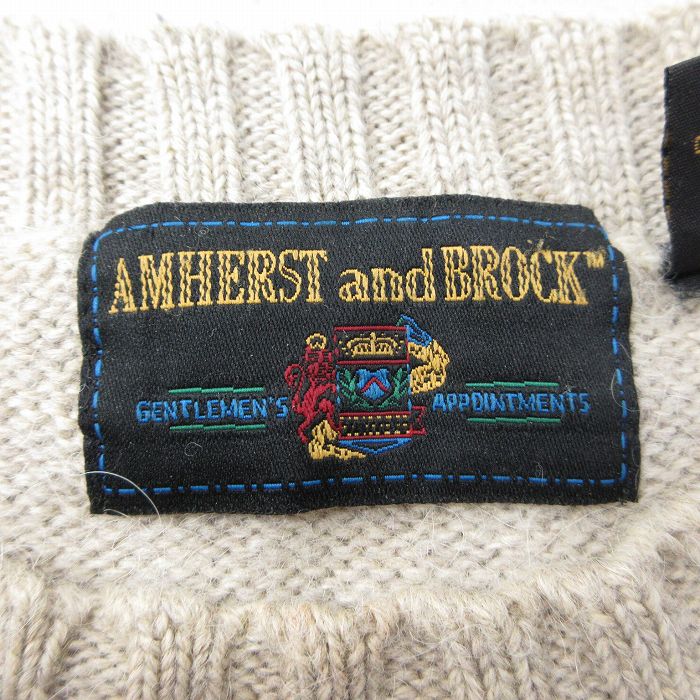 AMHERST and BROCK™
GENTLEMEN'S APPOINTMENTS